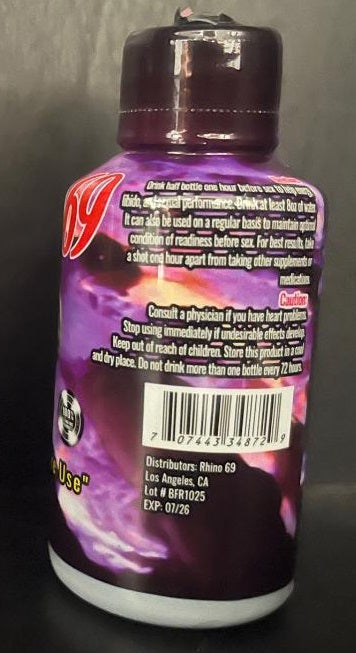 69
Drink half bottle one hour before sex to help energ
libido, and sexual performance. Drink at least 8oz of water.
It can also be used on a regular basis to maintain optimal
condition of readiness before sex. For best results, take
a shot one hour apart from taking other supplements or
medication.
Caution:
Consult a physician if you have heart problems.
Stop using immediately if undesirable effects develop.
Keep out of reach of children. Store this product in a cool
and dry place. Do not drink more than one bottle every 72 hours.
7 07443 34872 9
Distributors: Rhino 69
Los Angeles, CA
Lot # BFR1025
EXP: 07/26
Use"